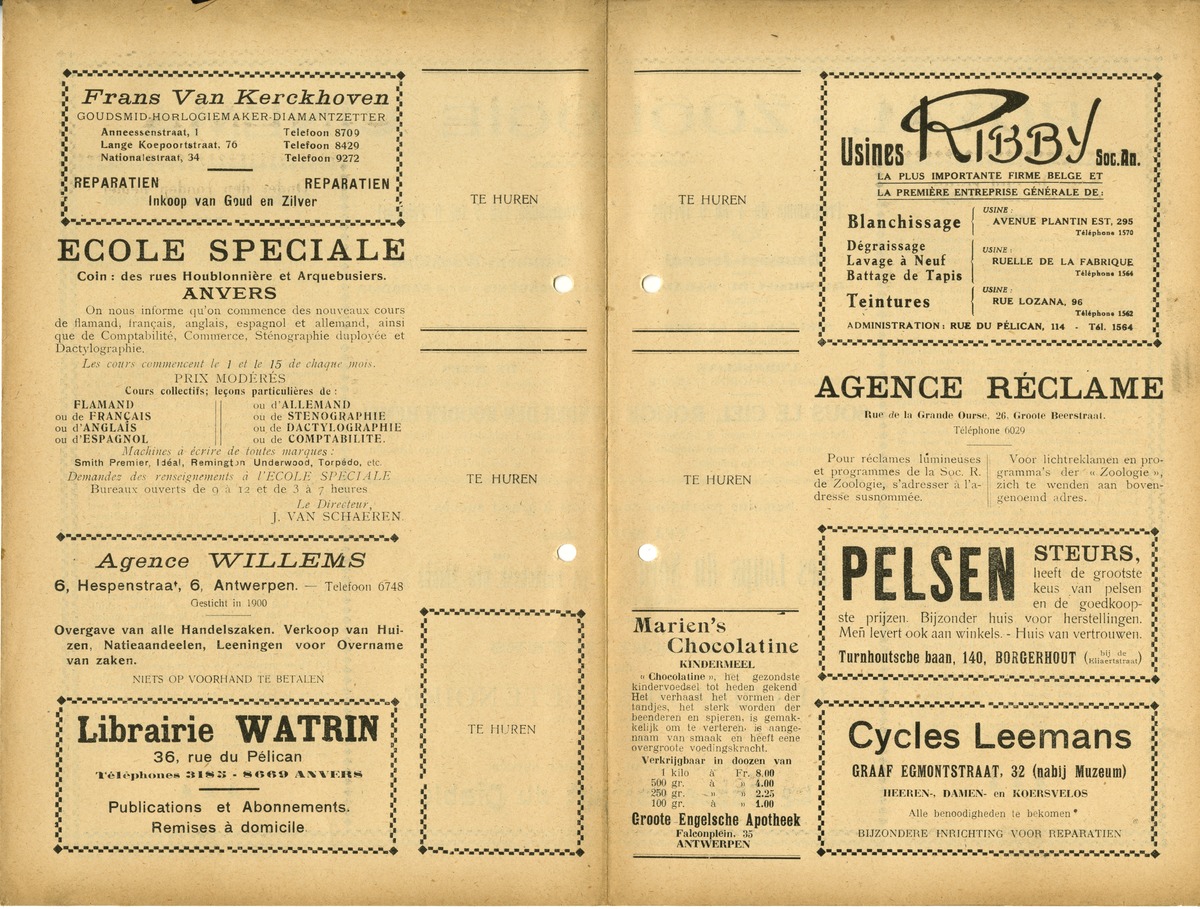 Frans Van Kerckhoven
GOUDSMID-HORLOGIEMAKER-DIAMANTZETTER
Anneessenstraat, 1 Telefoon 8709
Lange Koepoortstraat, 76 Telefoon 8429
Nationalestraat, 34 Telefoon 9272
REPARATIEN REPARATIEN
Inkoop van Goud en Zilver
ECOLE SPECIALE
Coin : des rues Houblonnière et Arquebusiers.
ANVERS
On nous informe qu'on commence des nouveaux cours
de flamand, français, anglais, espagnol et allemand, ainsi
que de Comptabilité, Commerce, Sténographie duployée et
Dactylographie.
Les cours commencent le 1 et le 15 de chaque mois.
PRIX MODÉRÉS
Cours collectifs; leçons particulières de :
FLAMAND ou d'ALLEMAND
ou de FRANÇAIS ou de STENOGRAPHIE
ou d'ANGLAIS ou de DACTYLOGRAPHIE
ou d'ESPAGNOL ou de COMPTABILITE.
Machines à écrire de toutes marques :
Smith Premier, Idéal, Remington Underwood, Torpédo, etc.
Demandez des renseignements à l'ECOLE SPECIALE
Bureaux ouverts de 9 à 12 et de 3 à 7 heures
Le Directeur,
J. VAN SCHAEREN
Agence WILLEMS
6, Hespenstraat, 6, Antwerpen. — Telefoon 6748
Gesticht in 1900
Overgave van alle Handelszaken. Verkoop van Hui-
zen, Natieaandeelen, Leeningen voor Overname
van zaken.
NIETS OP VOORHAND TE BETALEN
Librairie WATRIN
36, rue du Pélican
Téléphones 3183 - 8669 ANVERS
Publications et Abonnements.
Remises à domicile
TE HUREN
TE HUREN
TE HUREN
TE HUREN
TE HUREN
Marien's
Chocolatine
KINDERMEEL
« Chocolatine », het gezondste
kindervoedsel tot heden gekend
Het verhaast het vormen der
tandjes, het sterk worden der
beenderen en spieren, is gemak-
kelijk om te verteren, is aange-
naam van smaak en heeft eene
overgroote voedingskracht.
Verkrijgbaar in doozen van
1 kilo à Fr. 8.00
500 gr. à » 4.00
250 gr. » » 2.25
100 gr. à » 1.00
Groote Engelsche Apotheek
Falconplein, 35
ANTWERPEN
Usines RIBBY Soc. An.
LA PLUS IMPORTANTE FIRME BELGE ET
LA PREMIÈRE ENTREPRISE GÉNÉRALE DE:
Blanchissage
USINE :
AVENUE PLANTIN EST, 295
Téléphone 1570
Dégraissage
Lavage à Neuf
Battage de Tapis
USINE :
RUELLE DE LA FABRIQUE
Téléphone 1564
Teintures
USINE :
RUE LOZANA, 96
Téléphone 1562
ADMINISTRATION : RUE DU PÉLICAN, 114 - Tél. 1564
AGENCE RÉCLAME
Rue de la Grande Ourse, 26, Groote Beerstraat.
Téléphone 6029
Pour réclames lumineuses
et programmes de la Soc. R.
de Zoologie, s'adresser à l'a-
dresse susnommée.
Voor lichtreklamen en pro-
gramma's der « Zoologie »,
zich te wenden aan boven-
genoemd adres.
PELSEN STEURS,
heeft de grootste
keus van pelsen
en de goedkoop-
ste prijzen. Bijzonder huis voor herstellingen.
Men levert ook aan winkels. - Huis van vertrouwen.
Turnhoutsche baan, 140, BORGERHOUT (bij de Eliaertstraat)
Cycles Leemans
GRAAF EGMONTSTRAAT, 32 (nabij Muzeum)
HEEREN-, DAMEN- en KOERSVELOS
Alle benoodigheden te bekomen
BIJZONDERE INRICHTING VOOR REPARATIEN